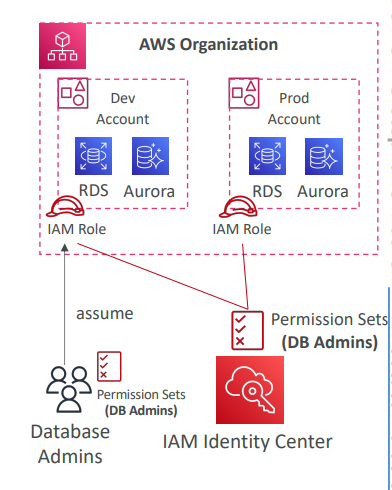 AWS Organization
Dev
Account
RDS
Aurora
IAM Role
Prod
Account
RDS
Aurora
IAM Role
assume
Permission Sets
(DB Admins)
Database
Admins
Permission Sets
(DB Admins)
IAM Identity Center